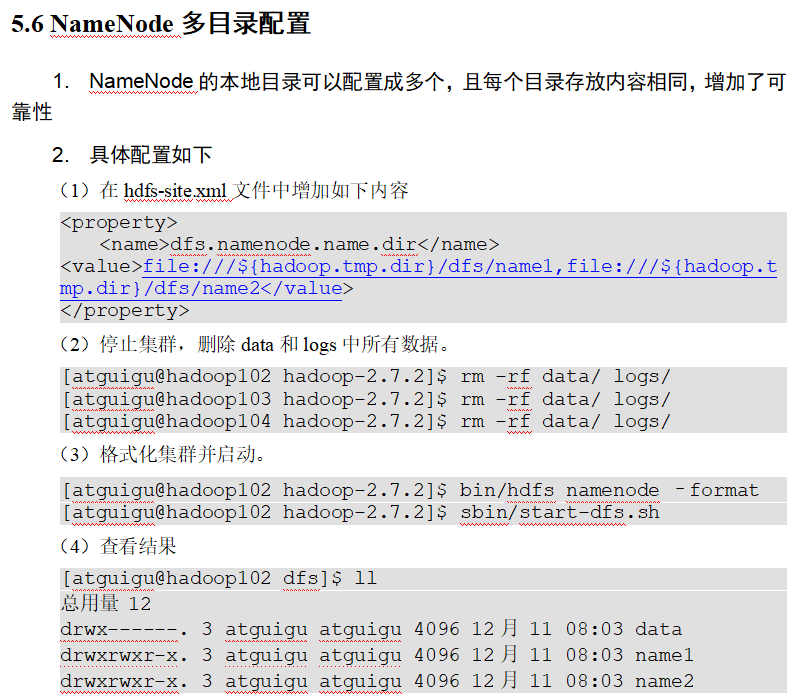 5.6 NameNode 多目录配置
1. NameNode 的本地目录可以配置成多个，且每个目录存放内容相同，增加了可
靠性
2. 具体配置如下
（1）在 hdfs-site.xml 文件中增加如下内容
<property>
<name>dfs.namenode.name.dir</name>
<value>file:///${hadoop.tmp.dir}/dfs/name1,file:///${hadoop.t
mp.dir}/dfs/name2</value>
</property>
（2）停止集群，删除 data 和 logs 中所有数据。
[atguigu@hadoop102 hadoop-2.7.2]$ rm -rf data/ logs/
[atguigu@hadoop103 hadoop-2.7.2]$ rm -rf data/ logs/
[atguigu@hadoop104 hadoop-2.7.2]$ rm -rf data/ logs/
（3）格式化集群并启动。
[atguigu@hadoop102 hadoop-2.7.2]$ bin/hdfs namenode –format
[atguigu@hadoop102 hadoop-2.7.2]$ sbin/start-dfs.sh
（4）查看结果
[atguigu@hadoop102 dfs]$ ll
总用量 12
drwx------. 3 atguigu atguigu 4096 12月 11 08:03 data
drwxrwxr-x. 3 atguigu atguigu 4096 12月 11 08:03 name1
drwxrwxr-x. 3 atguigu atguigu 4096 12月 11 08:03 name2